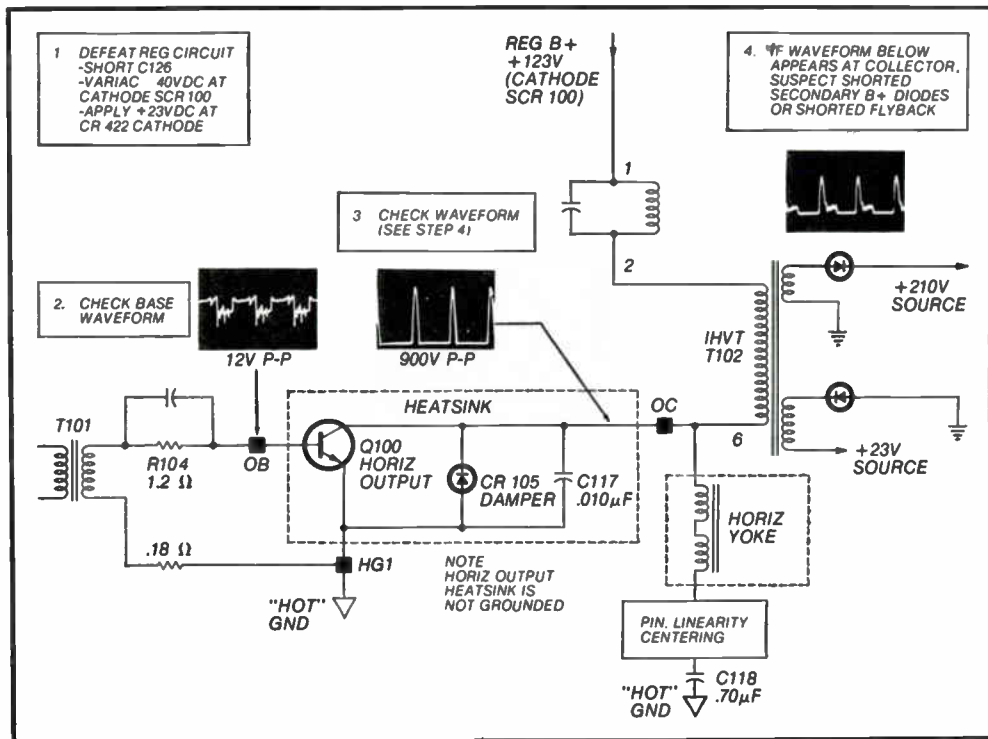 1 DEFEAT REG CIRCUIT
-SHORT C126
-VARIAC 40VDC AT
CATHODE SCR 100
-APPLY +23VDC AT
CR 422 CATHODE
REG B+
+123V
(CATHODE
SCR 100)
4. IF WAVEFORM BELOW
APPEARS AT COLLECTOR,
SUSPECT SHORTED
SECONDARY B+ DIODES
OR SHORTED FLYBACK
1
3 CHECK WAVEFORM
(SEE STEP 4)
2
2. CHECK BASE
WAVEFORM
12V P-P
900V P-P
+210V
SOURCE
IHVT
T102
HEATSINK
OC
6
T101
R104
1.2 Ω
OB
Q100
HORIZ
OUTPUT
CR 105
DAMPER
C117
.010µF
+23V
SOURCE
HORIZ
YOKE
.18 Ω
HG1
NOTE
HORIZ OUTPUT
HEATSINK IS
NOT GROUNDED
"HOT"
GND
PIN, LINEARITY
CENTERING
C118
.70µF
"HOT"
GND